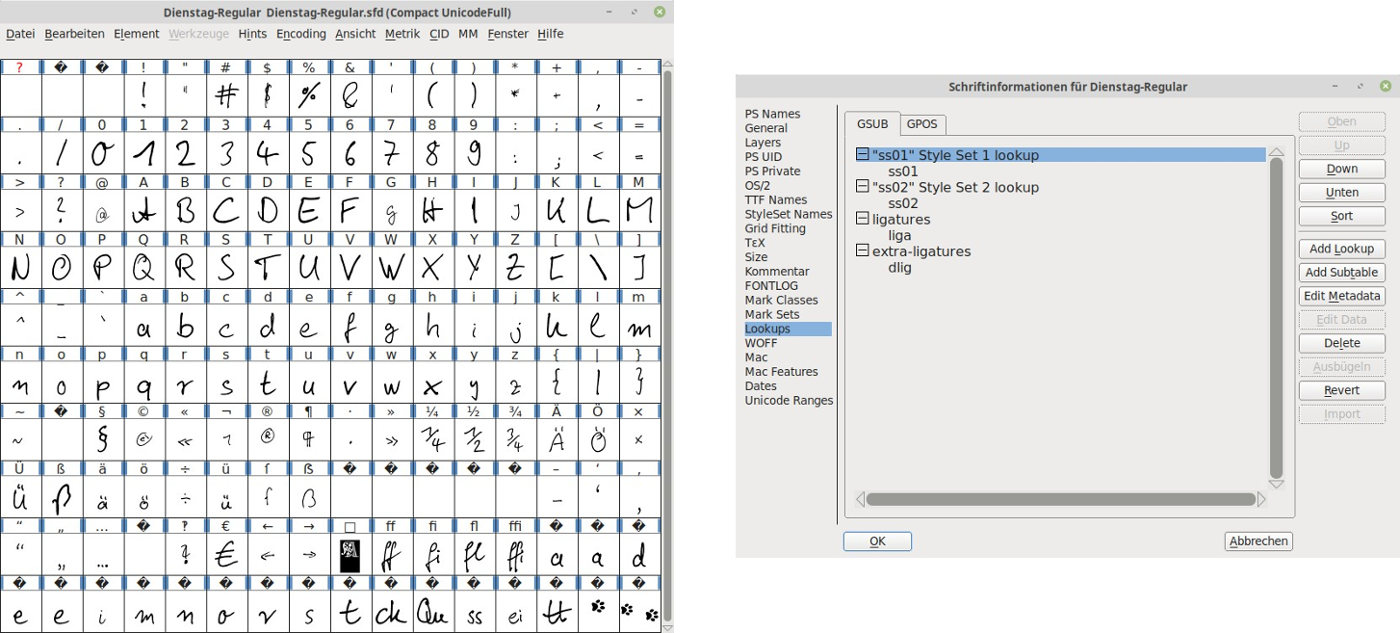 Dienstag-Regular Dienstag-Regular.sfd (Compact UnicodeFull)
Datei Bearbeiten Element Werkzeuge Hints Encoding Ansicht Metrik CID MM Fenster Hilfe
? � � ! " # $ % & ' ( ) * + , -
! " # $ % & ' ( ) * + , -
. / 0 1 2 3 4 5 6 7 8 9 : ; < =
. / 0 1 2 3 4 5 6 7 8 9 : ; < =
> ? @ A B C D E F G H I J K L M
> ? @ A B C D E F G H I J K L M
N O P Q R S T U V W X Y Z [ \ ]
N O P Q R S T U V W X Y Z [ \ ]
^ _ ` a b c d e f g h i j k l m
^ _ ` a b c d e f g h i j k l m
n o p q r s t u v w x y z { | }
n o p q r s t u v w x y z { | }
~ � § © « ¬ ® ¶ · » ¼ ½ ¾ Ä Ö ×
~ § © « ¬ ® ¶ · » ¼ ½ ¾ Ä Ö ×
Ü ß ä ö ÷ ü ſ ẞ � � � � � – ‘ ‚
Ü ß ä ö ÷ ü ſ ẞ – ‘ ‚
“ „ … � ‽ € ← → □ ff fi fl ffi � � �
“ „ … ‽ € ← → ff fi fl ffi a a d
� � � � � � � � � � � � � � � �
e e i m n o r s t ck Qu ss ei tt
Schriftinformationen für Dienstag-Regular
PS Names
General
Layers
PS UID
PS Private
OS/2
TTF Names
StyleSet Names
Grid Fitting
TεX
Size
Kommentar
FONTLOG
Mark Classes
Mark Sets
Lookups
WOFF
Mac
Mac Features
Dates
Unicode Ranges
GSUB GPOS
"ss01" Style Set 1 lookup
ss01
"ss02" Style Set 2 lookup
ss02
ligatures
liga
extra-ligatures
dlig
Oben
Up
Down
Unten
Sort
Add Lookup
Add Subtable
Edit Metadata
Edit Data
Delete
Ausbügeln
Revert
Import
OK Abbrechen